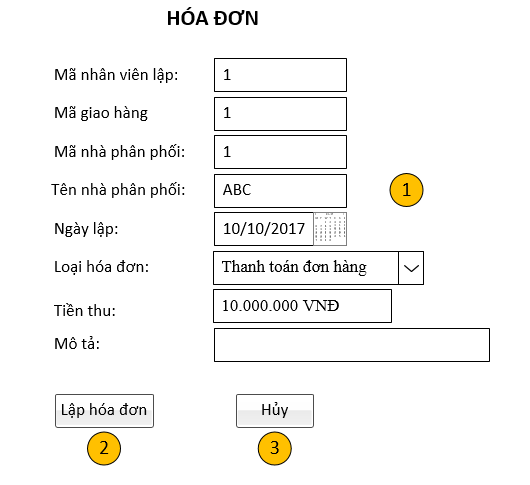 HÓA ĐƠN
Mã nhân viên lập: 1
Mã giao hàng 1
Mã nhà phân phối: 1
Tên nhà phân phối: ABC 1
Ngày lập: 10/10/2017
Loại hóa đơn: Thanh toán đơn hàng
Tiền thu: 10.000.000 VNĐ
Mô tả:
Lập hóa đơn Hủy
2 3